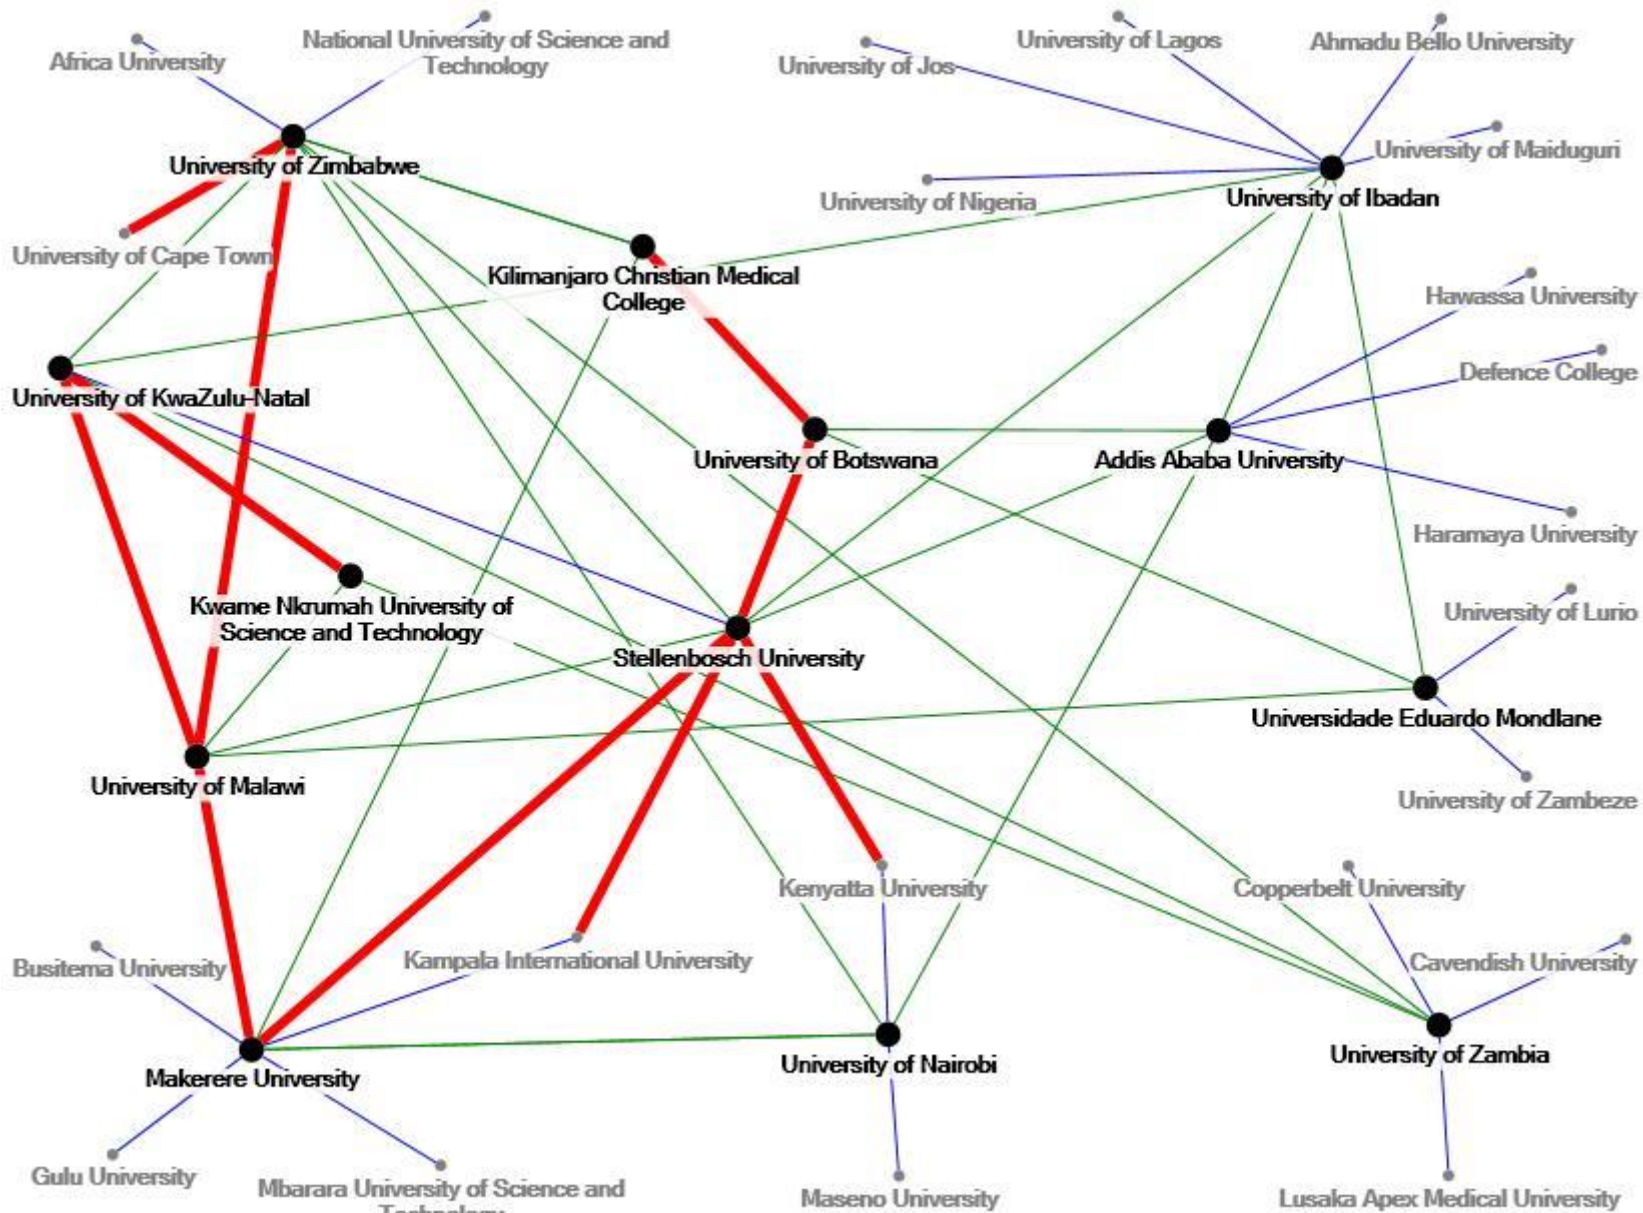 National University of Science and
Technology
Africa University
University of Lagos
Ahmadu Bello University
University of Jos
University of Zimbabwe
University of Maiduguri
University of Nigeria
University of Ibadan
University of Cape Town
Kilimanjaro Christian Medical
College
Hawassa University
Defence College
University of KwaZulu-Natal
University of Botswana
Addis Ababa University
Haramaya University
Kwame Nkrumah University of
Science and Technology
University of Lurio
Stellenbosch University
Universidade Eduardo Mondlane
University of Malawi
University of Zambeze
Kenyatta University
Copperbelt University
Busitema University
Kampala International University
Cavendish University
Makerere University
University of Nairobi
University of Zambia
Gulu University
Mbarara University of Science and
Technology
Maseno University
Lusaka Apex Medical University